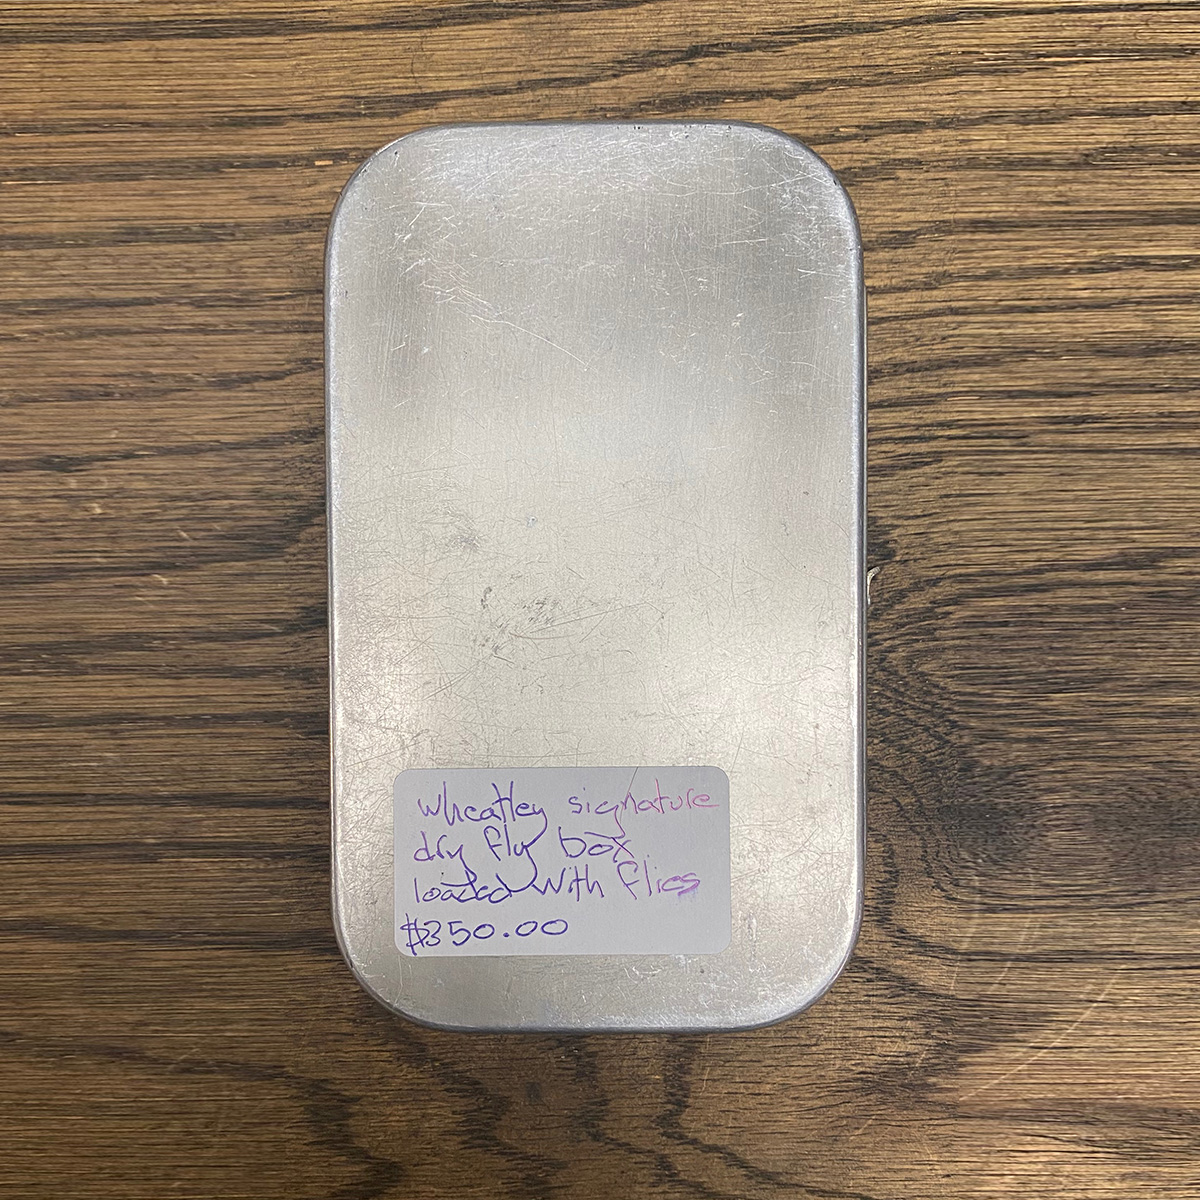 wheatley signature
dry fly box
loaded with flies
$350.00